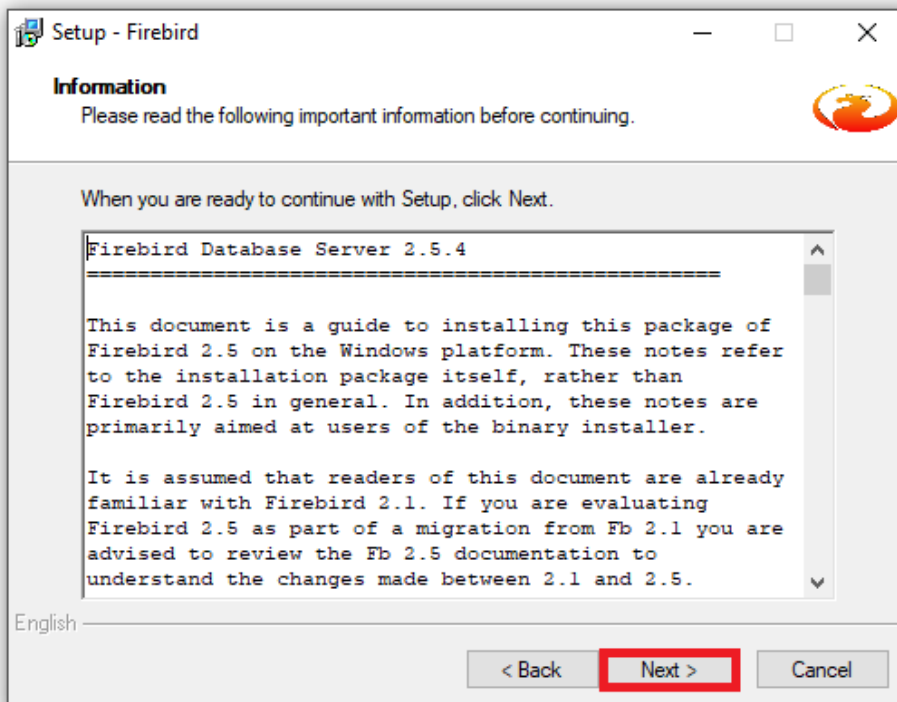 Setup - Firebird
Information
Please read the following important information before continuing.
When you are ready to continue with Setup, click Next.
Firebird Database Server 2.5.4
==================================================
This document is a guide to installing this package of
Firebird 2.5 on the Windows platform. These notes refer
to the installation package itself, rather than
Firebird 2.5 in general. In addition, these notes are
primarily aimed at users of the binary installer.
It is assumed that readers of this document are already
familiar with Firebird 2.1. If you are evaluating
Firebird 2.5 as part of a migration from Fb 2.1 you are
advised to review the Fb 2.5 documentation to
understand the changes made between 2.1 and 2.5.
English
< Back
Next >
Cancel